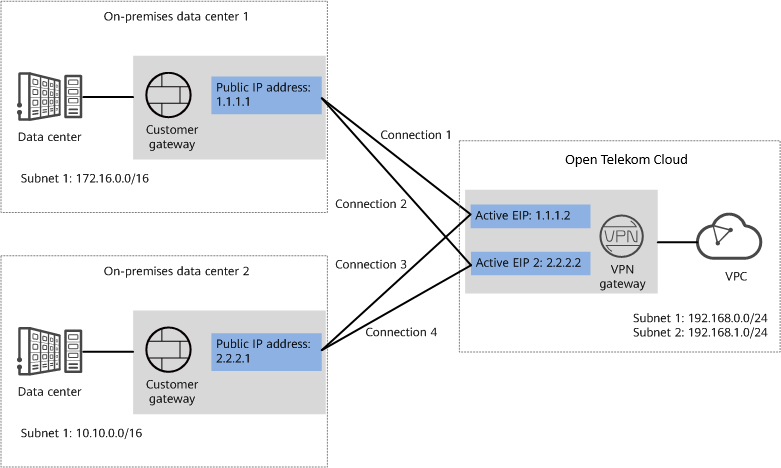 On-premises data center 1
Public IP address:
1.1.1.1
Data center
Customer
gateway
Subnet 1: 172.16.0.0/16
Connection 1
Connection 2
Connection 3
Connection 4
On-premises data center 2
Public IP address:
2.2.2.1
Data center
Customer
gateway
Subnet 1: 10.10.0.0/16
Open Telekom Cloud
Active EIP: 1.1.1.2
Active EIP 2: 2.2.2.2
VPN
VPN
gateway
VPC
Subnet 1: 192.168.0.0/24
Subnet 2: 192.168.1.0/24